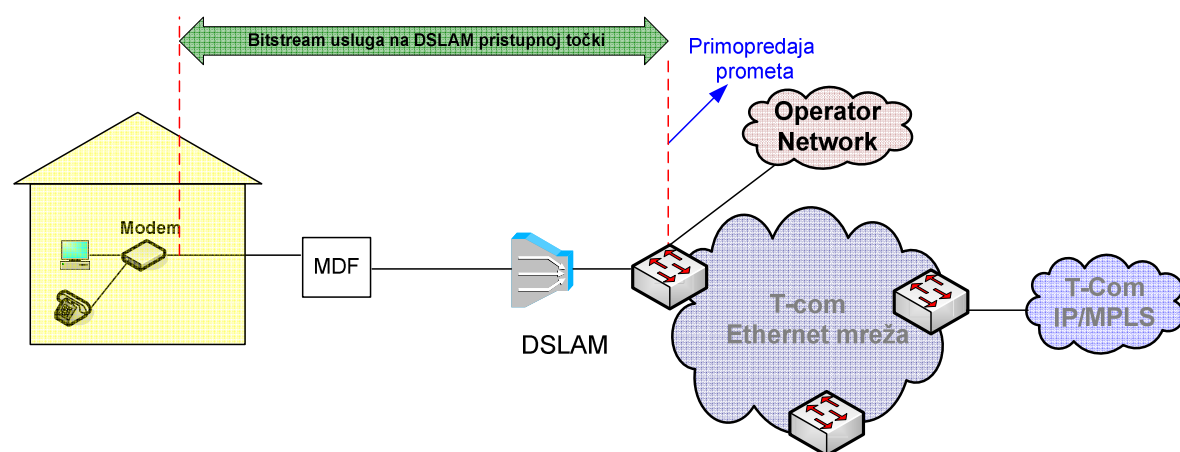 Bitstream usluga na DSLAM pristupnoj točki
Primopredaja
prometa
Operator
Network
Modem
MDF
DSLAM
T-com
Ethernet mreža
T-Com
IP/MPLS